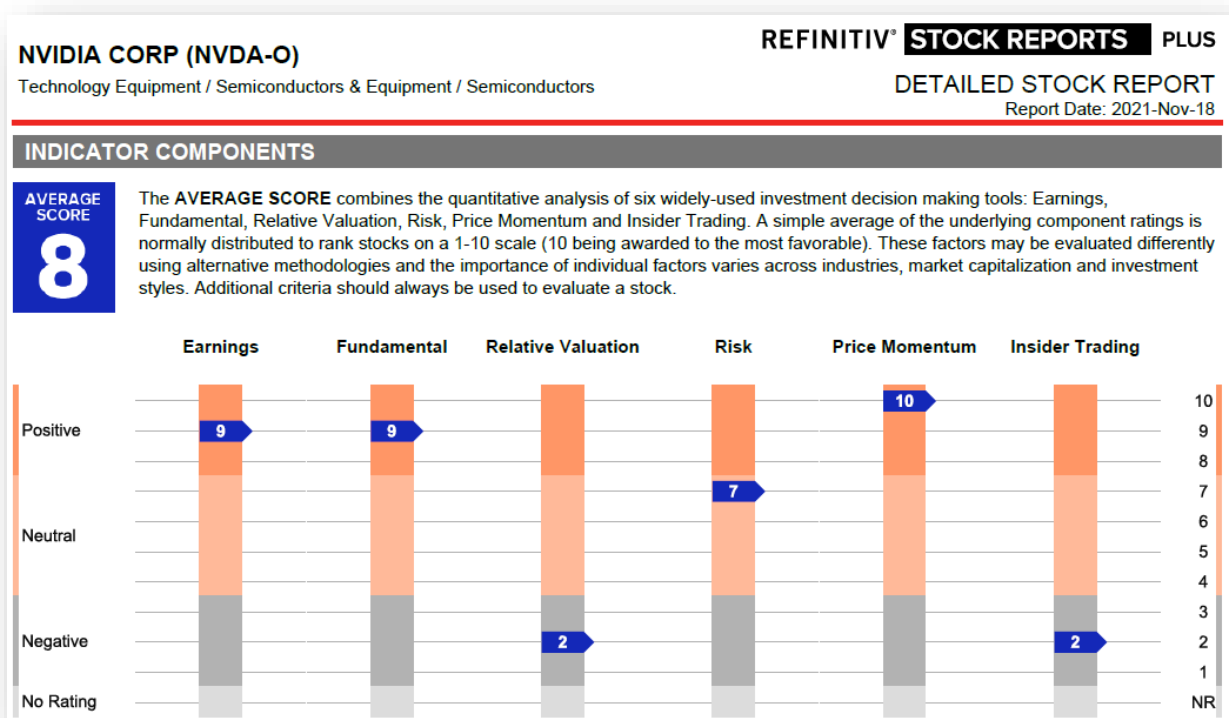 NVIDIA CORP (NVDA-O)
REFINITIV® STOCK REPORTS PLUS
Technology Equipment / Semiconductors & Equipment / Semiconductors
DETAILED STOCK REPORT
Report Date: 2021-Nov-18
INDICATOR COMPONENTS
AVERAGE
SCORE
8
The AVERAGE SCORE combines the quantitative analysis of six widely-used investment decision making tools: Earnings,
Fundamental, Relative Valuation, Risk, Price Momentum and Insider Trading. A simple average of the underlying component ratings is
normally distributed to rank stocks on a 1-10 scale (10 being awarded to the most favorable). These factors may be evaluated differently
using alternative methodologies and the importance of individual factors varies across industries, market capitalization and investment
styles. Additional criteria should always be used to evaluate a stock.
Earnings Fundamental Relative Valuation Risk Price Momentum Insider Trading
10 10
Positive 9 9 9
8
7 7
6
Neutral
5
4
3
Negative 2 2 2
1
No Rating NR